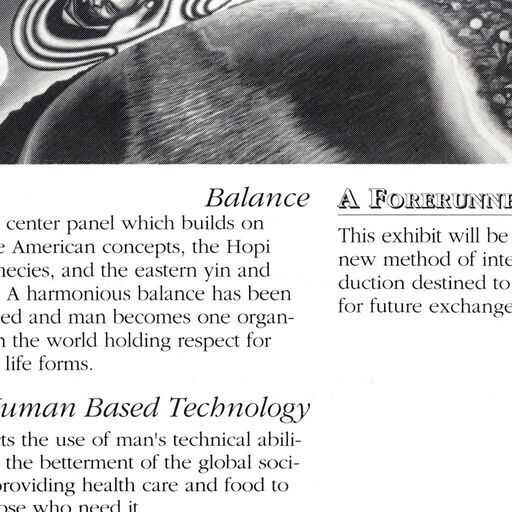 Balance
center panel which builds on
American concepts, the Hopi
hecies, and the eastern yin and
A harmonious balance has been
ed and man becomes one organ-
n the world holding respect for
life forms.
uman Based Technology
ts the use of man's technical abili-
the betterment of the global soci-
providing health care and food to
ose who need it
A FORERUNNE
This exhibit will be
new method of inte
duction destined to
for future exchange